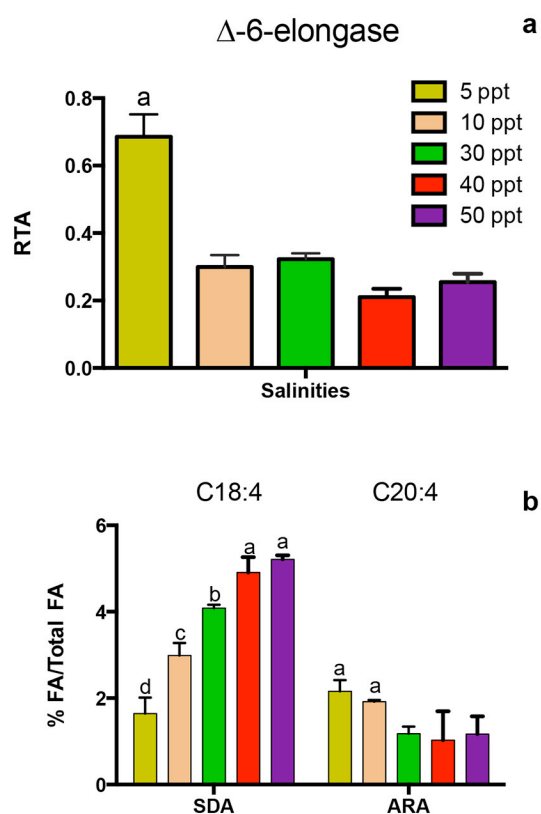 Δ-6-elongase
a
RTA
0.8
0.6
0.4
0.2
0.0
a
5 ppt
10 ppt
30 ppt
40 ppt
50 ppt
Salinities
b
C18:4 C20:4
% FA/Total FA
6
4
2
0
d c b a a a a
SDA ARA